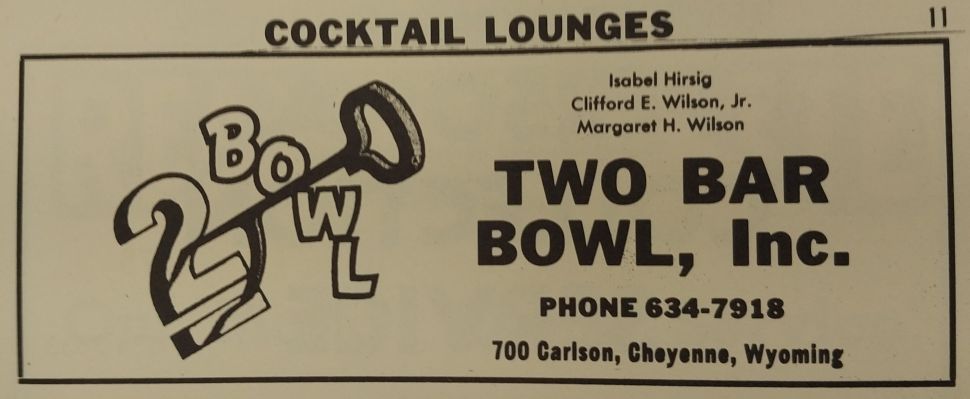 COCKTAIL LOUNGES
11
2 BOWL
Isabel Hirsig
Clifford E. Wilson, Jr.
Margaret H. Wilson
TWO BAR
BOWL, Inc.
PHONE 634-7918
700 Carlson, Cheyenne, Wyoming